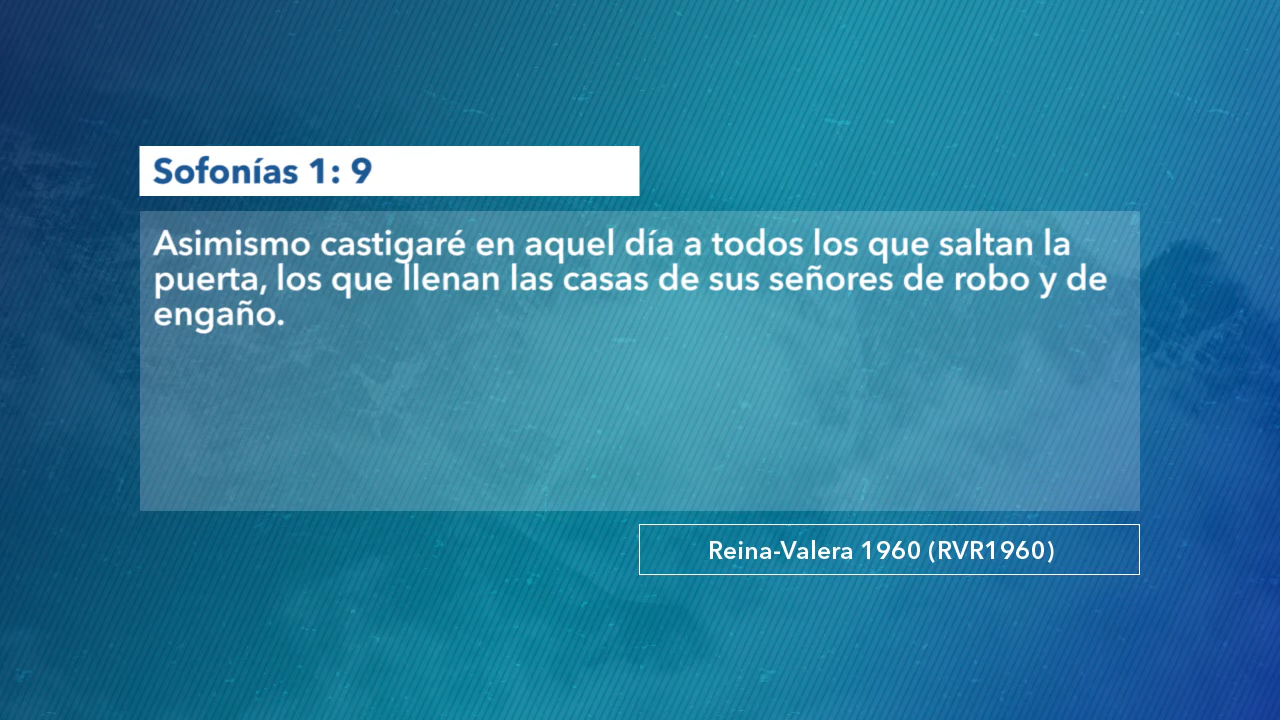 Sofonías 1: 9
Asimismo castigaré en aquel día a todos los que saltan la
puerta, los que llenan las casas de sus señores de robo y de
engaño.
Reina-Valera 1960 (RVR1960)